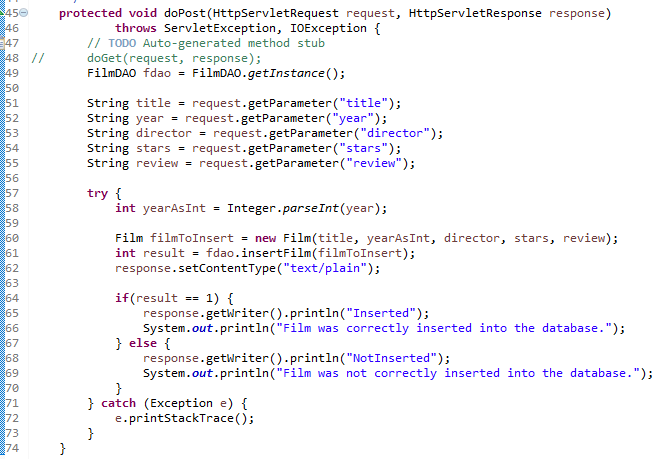 45 protected void doPost(HttpServletRequest request, HttpServletResponse response)
46 throws ServletException, IOException {
47 // TODO Auto-generated method stub
48 // doGet(request, response);
49 FilmDAO fdao = FilmDAO.getInstance();
50
51 String title = request.getParameter("title");
52 String year = request.getParameter("year");
53 String director = request.getParameter("director");
54 String stars = request.getParameter("stars");
55 String review = request.getParameter("review");
56
57 try {
58 int yearAsInt = Integer.parseInt(year);
59
60 Film filmToInsert = new Film(title, yearAsInt, director, stars, review);
61 int result = fdao.insertFilm(filmToInsert);
62 response.setContentType("text/plain");
63
64 if(result == 1) {
65 response.getWriter().println("Inserted");
66 System.out.println("Film was correctly inserted into the database.");
67 } else {
68 response.getWriter().println("NotInserted");
69 System.out.println("Film was not correctly inserted into the database.");
70 }
71 } catch (Exception e) {
72 e.printStackTrace();
73 }
74 }